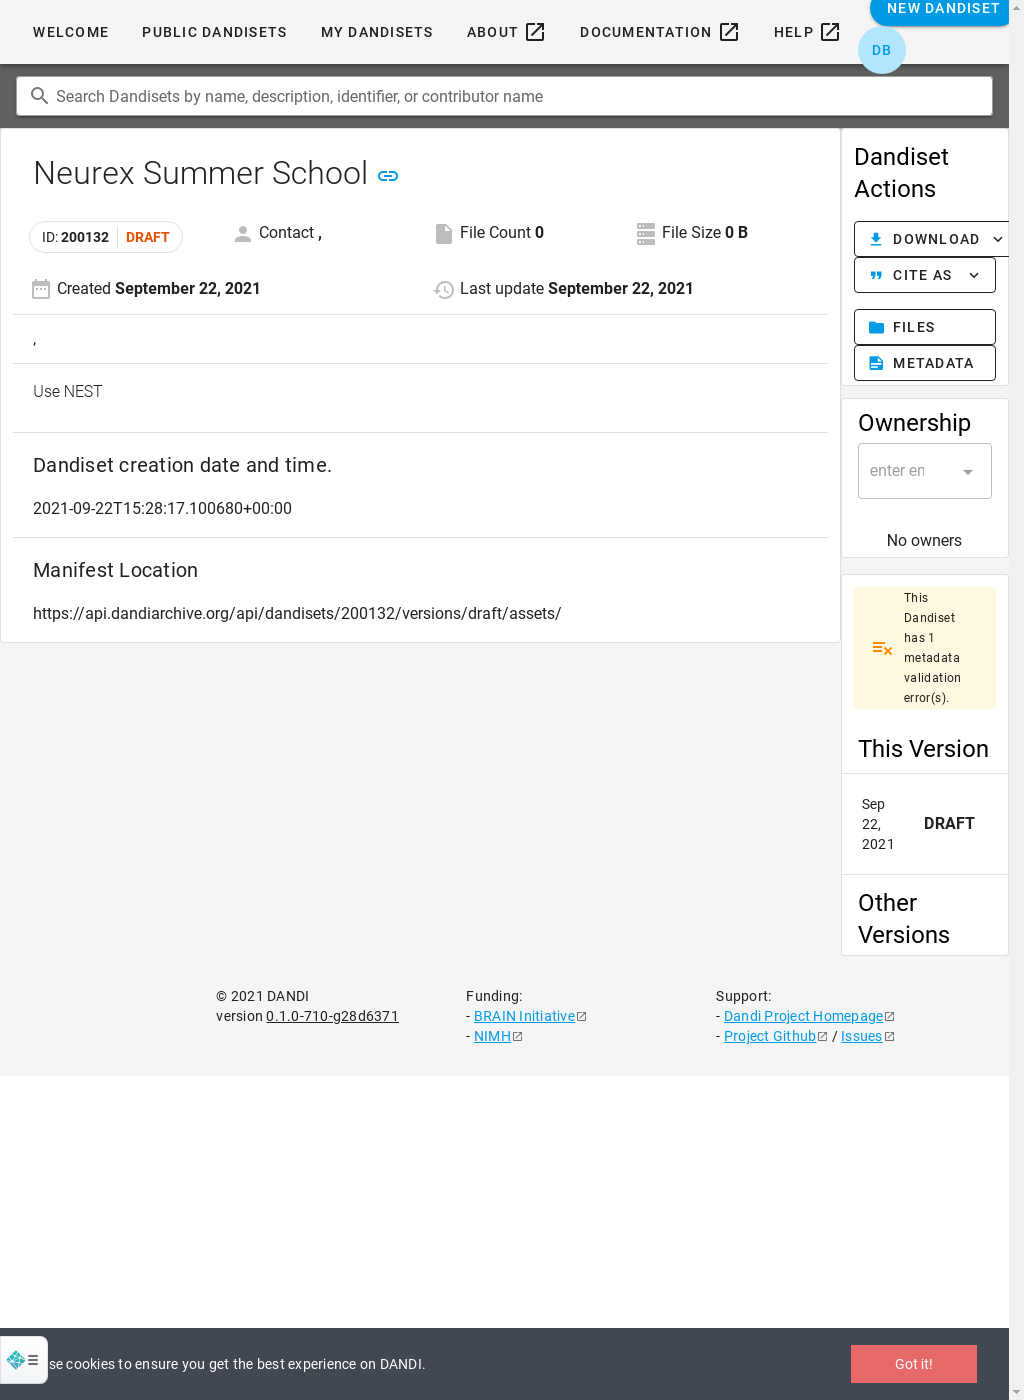 WELCOME PUBLIC DANDISETS MY DANDISETS ABOUT DOCUMENTATION HELP NEW DANDISET
DB
Search Dandisets by name, description, identifier, or contributor name
Neurex Summer School
ID: 200132 DRAFT
Contact ,
File Count 0
File Size 0 B
Created September 22, 2021
Last update September 22, 2021
,
Use NEST
Dandiset creation date and time.
2021-09-22T15:28:17.100680+00:00
Manifest Location
https://api.dandiarchive.org/api/dandisets/200132/versions/draft/assets/
Dandiset
Actions
DOWNLOAD
CITE AS
FILES
METADATA
Ownership
enter en
No owners
This
Dandiset
has 1
metadata
validation
error(s).
This Version
Sep
22,
2021
DRAFT
Other
Versions
© 2021 DANDI
version 0.1.0-710-g28d6371
Funding:
- BRAIN Initiative
- NIMH
Support:
- Dandi Project Homepage
- Project Github / Issues
se cookies to ensure you get the best experience on DANDI.
Got it!